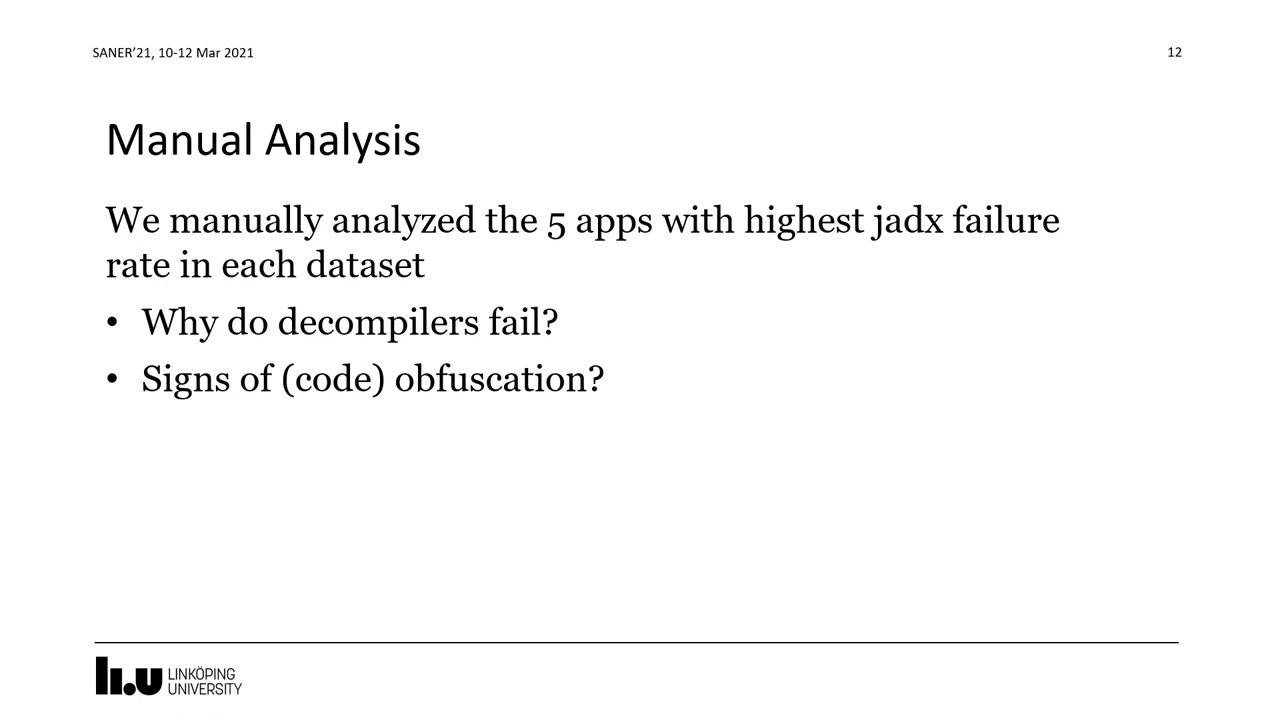 SANER’21, 10-12 Mar 2021
12
Manual Analysis
We manually analyzed the 5 apps with highest jadx failure
rate in each dataset
• Why do decompilers fail?
• Signs of (code) obfuscation?
LINKÖPING
UNIVERSITY